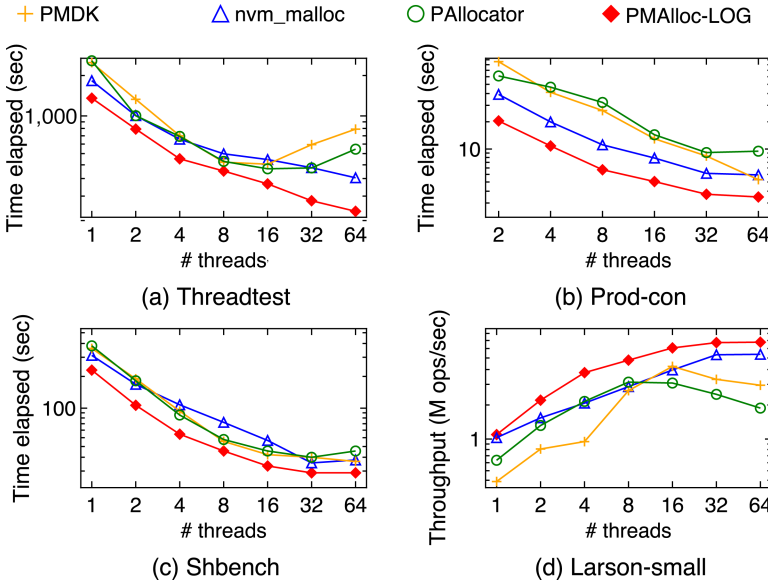 PMDK nvm_malloc PAllocator PMAlloc-LOG
Time elapsed (sec)
1,000
1 2 4 8 16 32 64
# threads
(a) Threadtest
Time elapsed (sec)
10
2 4 8 16 32 64
# threads
(b) Prod-con
Time elapsed (sec)
100
1 2 4 8 16 32 64
# threads
(c) Shbench
Throughput (M ops/sec)
1
1 2 4 8 16 32 64
# threads
(d) Larson-small